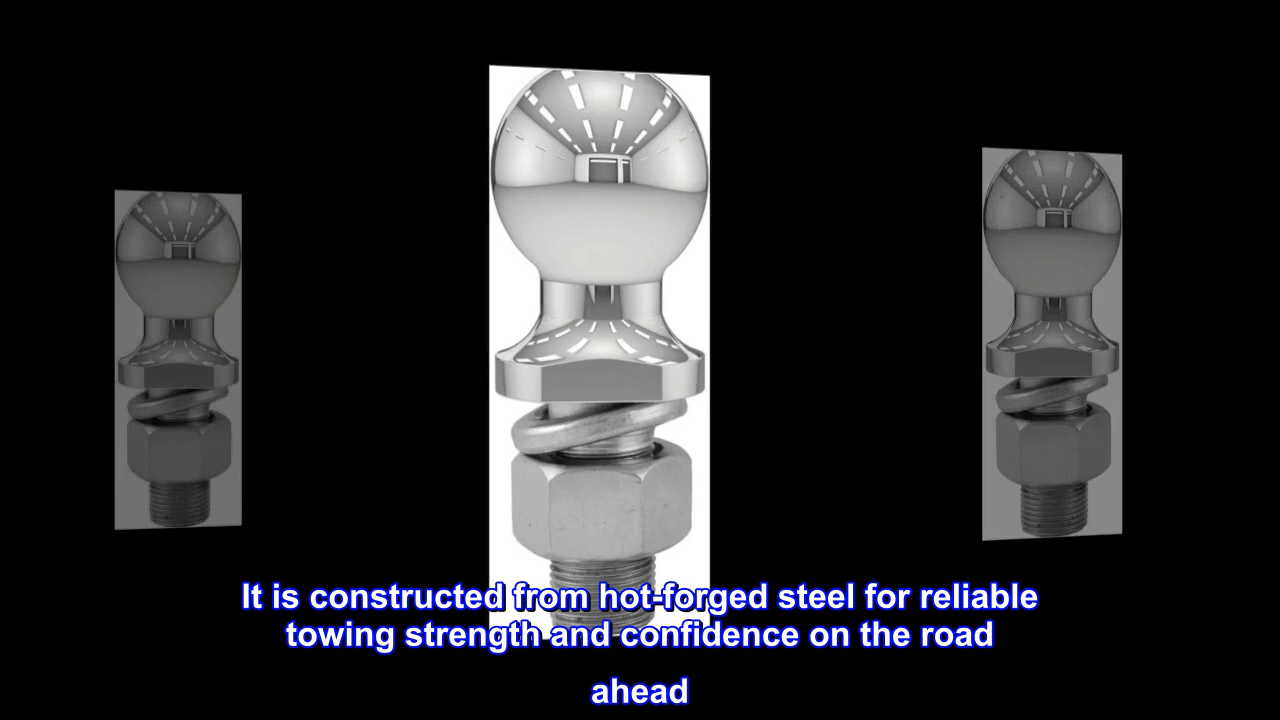 It is constructed from hot-forged steel for reliable
towing strength and confidence on the road
ahead